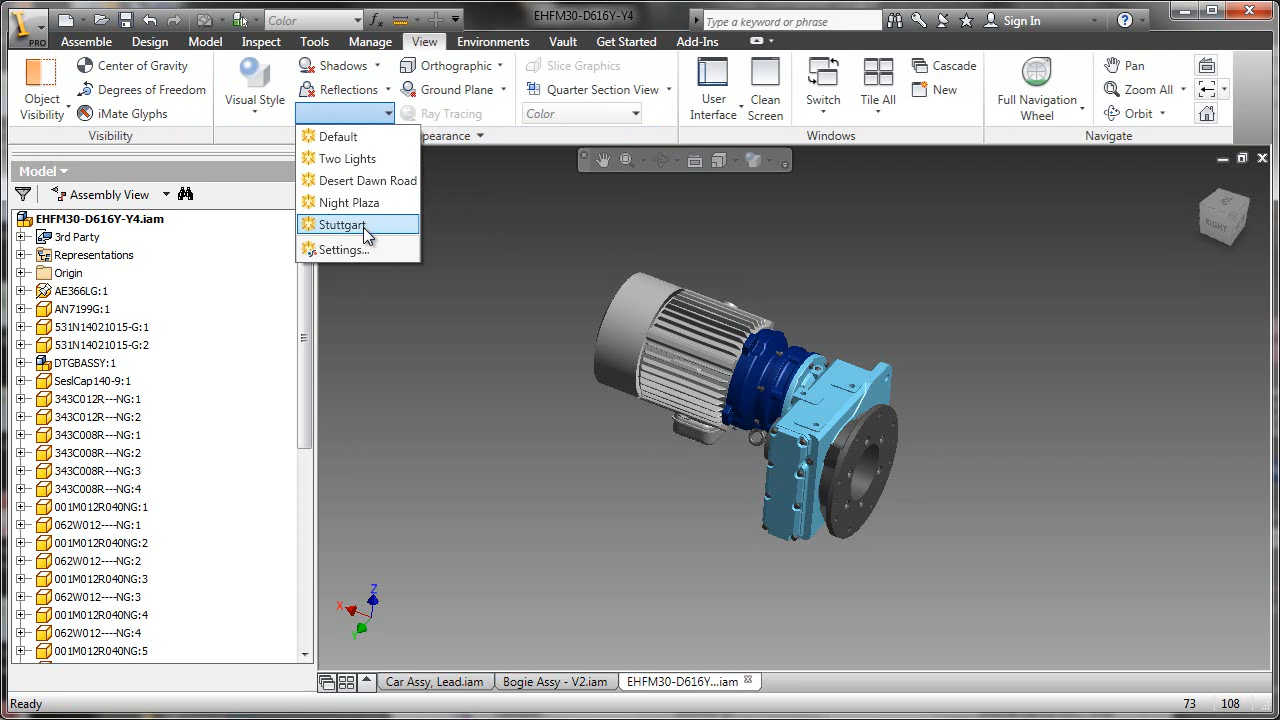 PRO
Color
fx
EHFM30-D616Y-Y4
Type a keyword or phrase
Sign In
Assemble
Design
Model
Inspect
Tools
Manage
View
Environments
Vault
Get Started
Add-Ins
Object
Visibility
Center of Gravity
Degrees of Freedom
iMate Glyphs
Visibility
Visual Style
Shadows
Reflections
Orthographic
Ground Plane
Ray Tracing
Slice Graphics
Quarter Section View
Color
pearance
User
Interface
Clean
Screen
Switch
Tile All
Cascade
New
Windows
Full Navigation
Wheel
Pan
Zoom All
Orbit
Navigate
Default
Two Lights
Desert Dawn Road
Night Plaza
Stuttgart
Settings...
Model
Assembly View
EHFM30-D616Y-Y4.iam
3rd Party
Representations
Origin
AE366LG:1
AN7199G:1
531N14021015-G:1
531N14021015-G:2
DTGBASSY:1
SeslCap140-9:1
343C012R---NG:1
343C012R---NG:2
343C008R---NG:1
343C008R---NG:2
343C008R---NG:3
343C008R---NG:4
001M012R040NG:1
062W012----NG:1
001M012R040NG:2
062W012----NG:2
001M012R040NG:3
062W012----NG:3
001M012R040NG:4
062W012----NG:4
001M012R040NG:5
RIGHT
Z
X
Y
Car Assy, Lead.iam
Bogie Assy - V2.iam
EHFM30-D616Y...iam
Ready
73
108